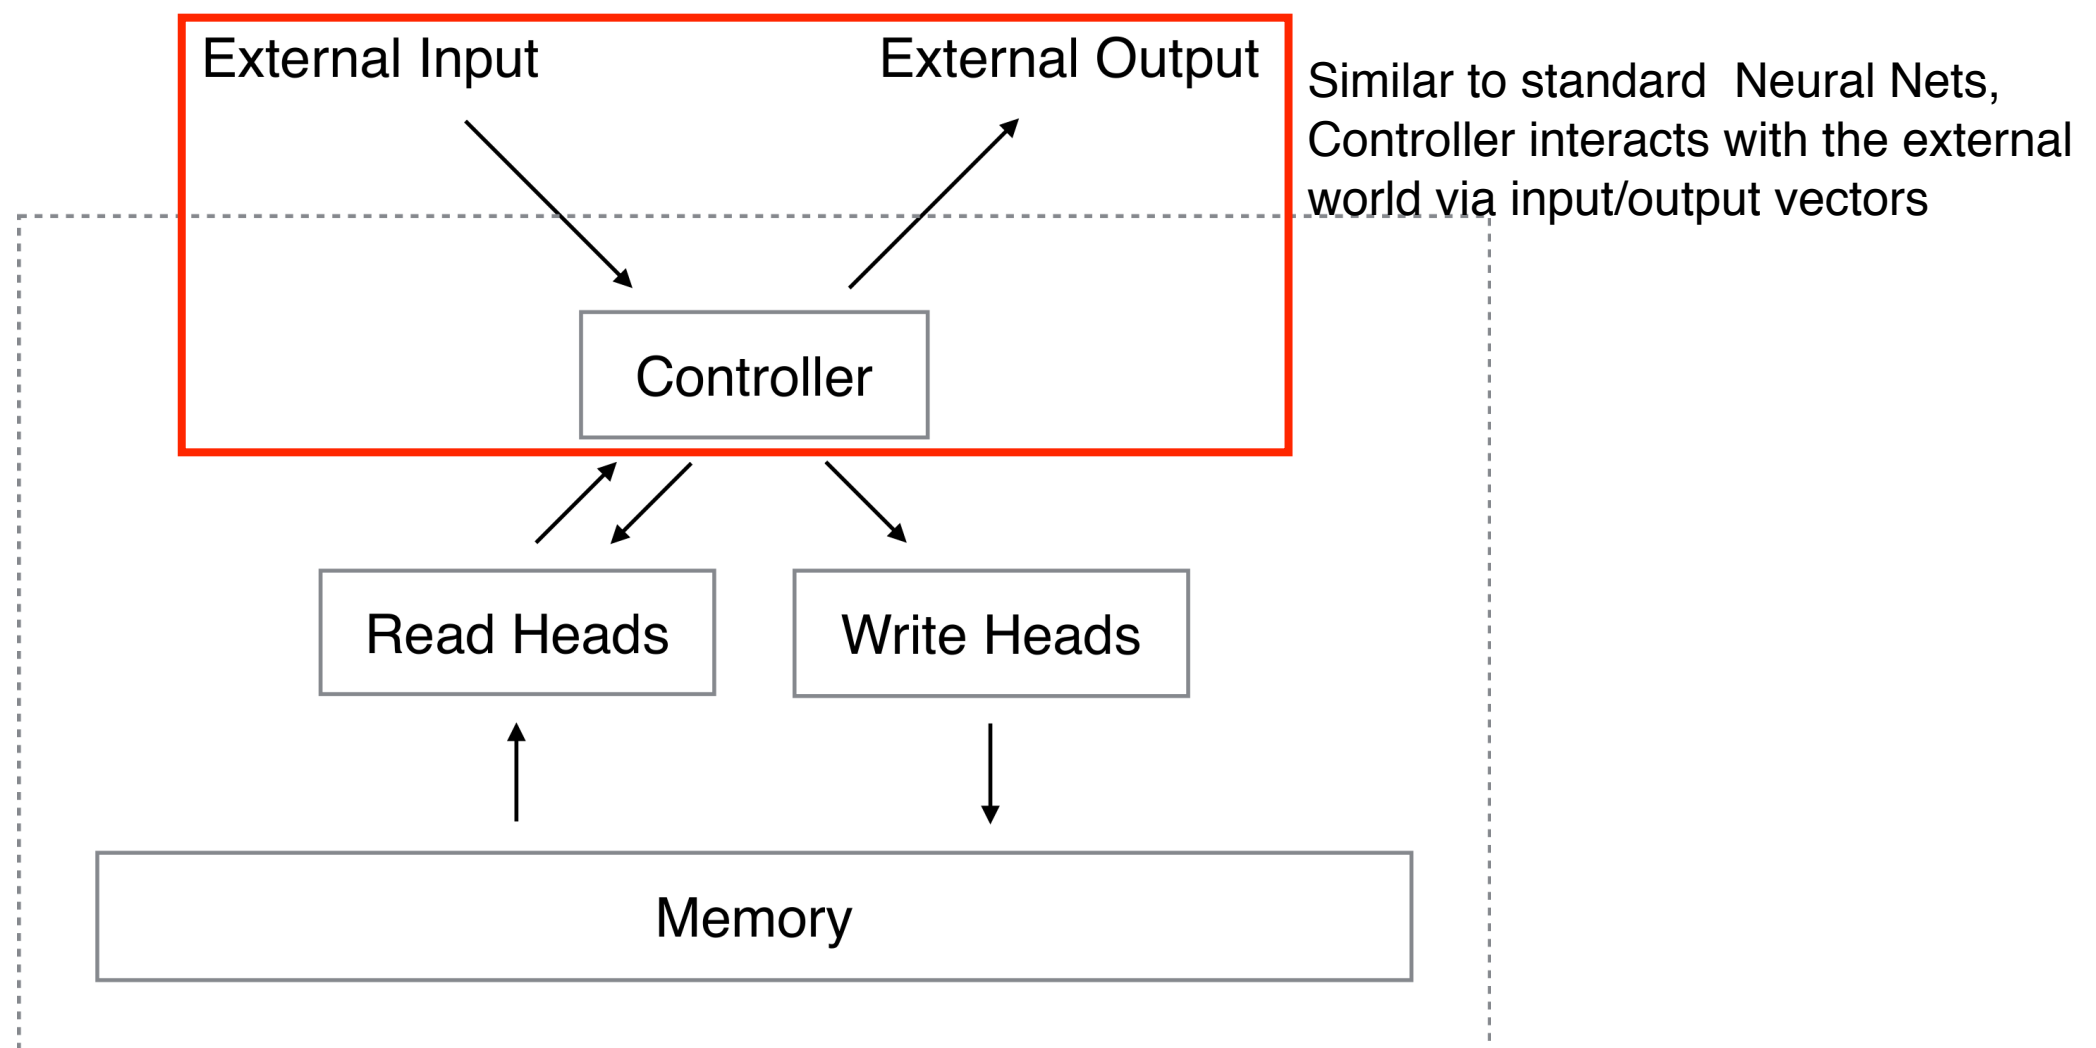 External Input
External Output
Similar to standard  Neural Nets,
Controller interacts with the external
world via input/output vectors
Controller
Read Heads
Write Heads
Memory